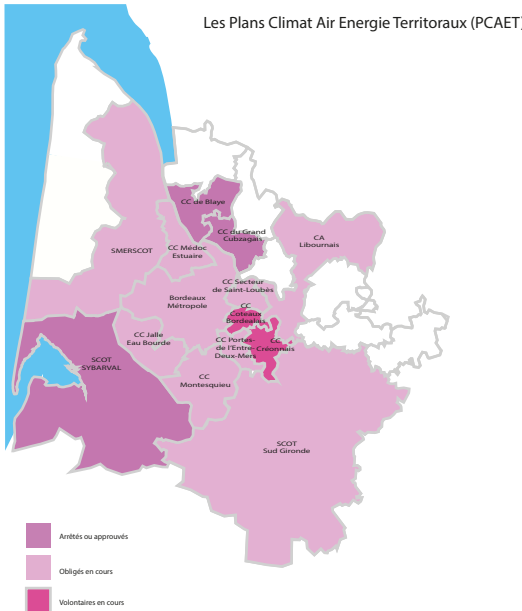 Les Plans Climat Air Energie Territoraux (PCAET)
CC de Blaye
CC du Grand
Cubzagais
CA
Libournais
SMERSCOT
CC Médoc
Estuaire
CC Secteur
de Saint-Loubès
Bordeaux
Métropole
CC
Coteaux
Bordealais
CC Jalle
Eau Bourde
CC Portes-
de l'Entre-
Deux-Mers
CC
Créonnais
SCOT
SYBARVAL
CC
Montesquieu
SCOT
Sud Gironde
Arrêtés ou approuvés
Obligés en cours
Volontaires en cours